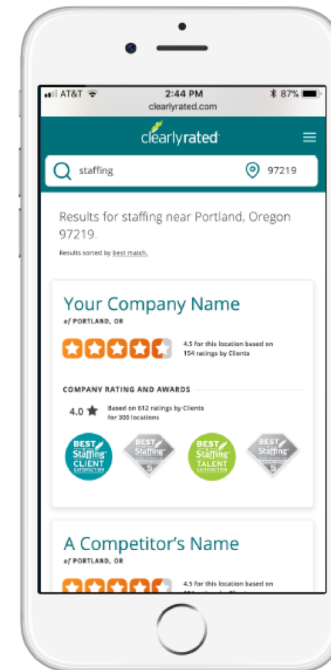 AT&T 2:44 PM 87%
clearlyrated.com
clearlyrated
staffing 97219
Results for staffing near Portland, Oregon
97219.
Results sorted by best match.
Your Company Name
of PORTLAND, OR
4.5 for this location based on
154 ratings by Clients
COMPANY RATING AND AWARDS
4.0 Based on 612 ratings by Clients
for 300 locations
BEST Staffing CLIENT SATISFACTION
BEST Staffing 5
BEST Staffing TALENT SATISFACTION
BEST Staffing 5
A Competitor's Name
of PORTLAND, OR
4.5 for this location based on